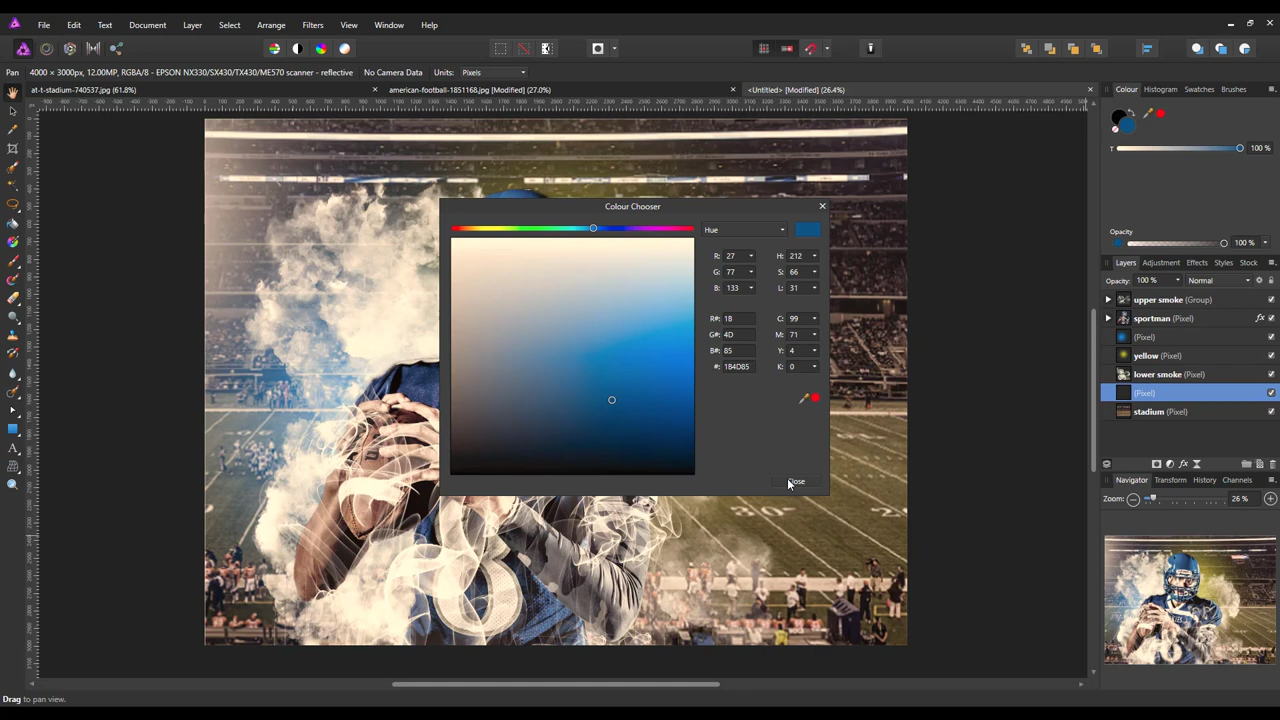 File Edit Text Document Layer Select Arrange Filters View Window Help
Pan 4000 × 3000px, 12.00MP, RGBA/8 - EPSON NX330/SX430/TX430/ME570 scanner - reflective No Camera Data Units: Pixels
at-t-stadium-740537.jpg (61.8%) american-football-1851168.jpg [Modified] (27.0%) <Untitled> [Modified] (26.4%)
Colour Histogram Swatches Brushes
T 100 %
Opacity
100 %
Layers Adjustment Effects Styles Stock
Opacity: 100 % Normal
upper smoke (Group)
sportman (Pixel) fx
(Pixel)
yellow (Pixel)
lower smoke (Pixel)
(Pixel)
stadium (Pixel)
fx
Navigator Transform History Channels
Zoom: 26 %
Colour Chooser
Hue
R: 27 H: 212
G: 77 S: 66
B: 133 L: 31
R#: 1B C: 99
G#: 4D M: 71
B#: 85 Y: 4
#: 1B4D85 K: 0
Close
Drag to pan view.